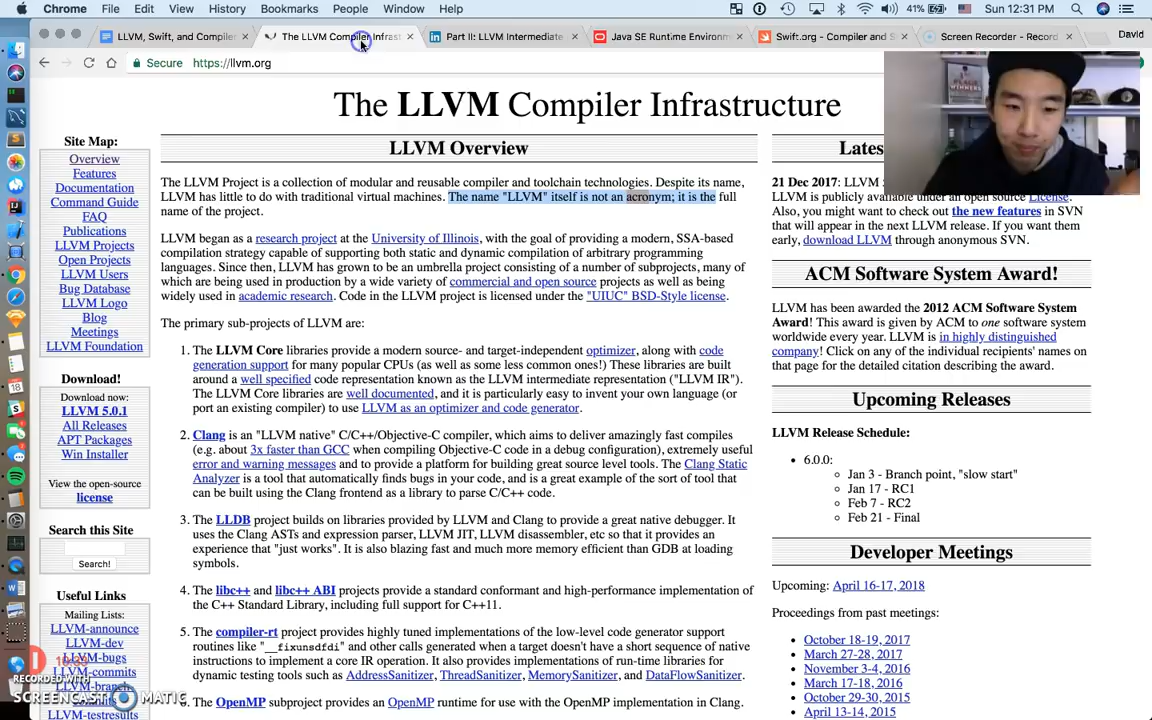 Chrome File Edit View History Bookmarks People Window Help 41% Sun 12:31 PM
LLVM, Swift, and Compiler
The LLVM Compiler Infrast
Part II: LLVM Intermediate
Java SE Runtime Environm
Swift.org - Compiler and S
Screen Recorder - Record
David
Secure https://llvm.org
The LLVM Compiler Infrastructure
Site Map:
Overview
Features
Documentation
Command Guide
FAQ
Publications
LLVM Projects
Open Projects
LLVM Users
Bug Database
LLVM Logo
Blog
Meetings
LLVM Foundation
Download!
Download now:
LLVM 5.0.1
All Releases
APT Packages
Win Installer
View the open-source
license
Search this Site
Search!
Useful Links
Mailing Lists:
LLVM-announce
LLVM-dev
LLVM-bugs
LLVM-commits
LLVM-branch
LLVM-testresults
LLVM Overview
The LLVM Project is a collection of modular and reusable compiler and toolchain technologies. Despite its name,
LLVM has little to do with traditional virtual machines. The name "LLVM" itself is not an acronym; it is the full
name of the project.
LLVM began as a research project at the University of Illinois, with the goal of providing a modern, SSA-based
compilation strategy capable of supporting both static and dynamic compilation of arbitrary programming
languages. Since then, LLVM has grown to be an umbrella project consisting of a number of subprojects, many of
which are being used in production by a wide variety of commercial and open source projects as well as being
widely used in academic research. Code in the LLVM project is licensed under the "UIUC" BSD-Style license.
The primary sub-projects of LLVM are:
1. The LLVM Core libraries provide a modern source- and target-independent optimizer, along with code
generation support for many popular CPUs (as well as some less common ones!) These libraries are built
around a well specified code representation known as the LLVM intermediate representation ("LLVM IR").
The LLVM Core libraries are well documented, and it is particularly easy to invent your own language (or
port an existing compiler) to use LLVM as an optimizer and code generator.
2. Clang is an "LLVM native" C/C++/Objective-C compiler, which aims to deliver amazingly fast compiles
(e.g. about 3x faster than GCC when compiling Objective-C code in a debug configuration), extremely useful
error and warning messages and to provide a platform for building great source level tools. The Clang Static
Analyzer is a tool that automatically finds bugs in your code, and is a great example of the sort of tool that
can be built using the Clang frontend as a library to parse C/C++ code.
3. The LLDB project builds on libraries provided by LLVM and Clang to provide a great native debugger. It
uses the Clang ASTs and expression parser, LLVM JIT, LLVM disassembler, etc so that it provides an
experience that "just works". It is also blazing fast and much more memory efficient than GDB at loading
symbols.
4. The libc++ and libc++ ABI projects provide a standard conformant and high-performance implementation of
the C++ Standard Library, including full support for C++11.
5. The compiler-rt project provides highly tuned implementations of the low-level code generator support
routines like "__fixunsdfdi" and other calls generated when a target doesn't have a short sequence of native
instructions to implement a core IR operation. It also provides implementations of run-time libraries for
dynamic testing tools such as AddressSanitizer, ThreadSanitizer, MemorySanitizer, and DataFlowSanitizer.
The OpenMP subproject provides an OpenMP runtime for use with the OpenMP implementation in Clang.
Lates
21 Dec 2017: LLV
LLVM is publicly available under an open source License.
Also, you might want to check out the new features in SVN
that will appear in the next LLVM release. If you want them
early, download LLVM through anonymous SVN.
ACM Software System Award!
LLVM has been awarded the 2012 ACM Software System
Award! This award is given by ACM to one software system
worldwide every year. LLVM is in highly distinguished
company! Click on any of the individual recipients' names on
that page for the detailed citation describing the award.
Upcoming Releases
LLVM Release Schedule:
6.0.0:
Jan 3 - Branch point, "slow start"
Jan 17 - RC1
Feb 7 - RC2
Feb 21 - Final
Developer Meetings
Upcoming: April 16-17, 2018
Proceedings from past meetings:
October 18-19, 2017
March 27-28, 2017
November 3-4, 2016
March 17-18, 2016
October 29-30, 2015
April 13-14, 2015
RECORDED WITH
SCREENCAST MATIC